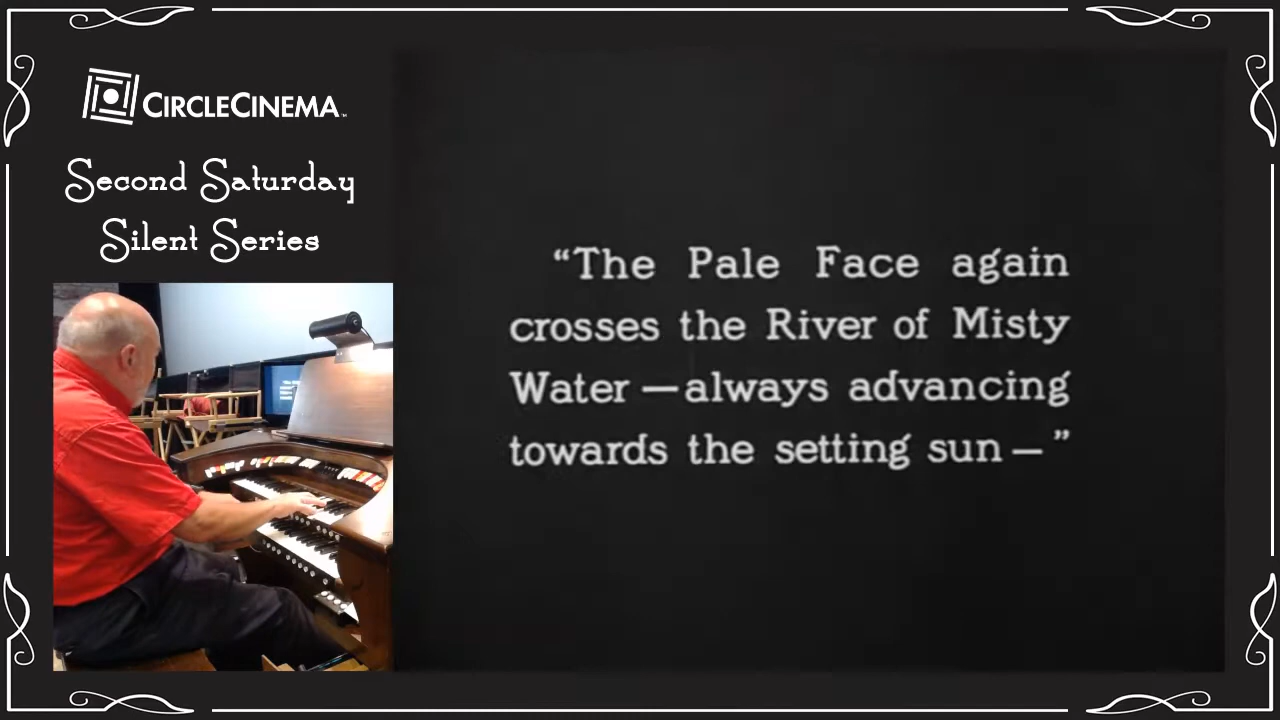 CIRCLECINEMA™
Second Saturday
Silent Series
“The Pale Face again
crosses the River of Misty
Water — always advancing
towards the setting sun — ”